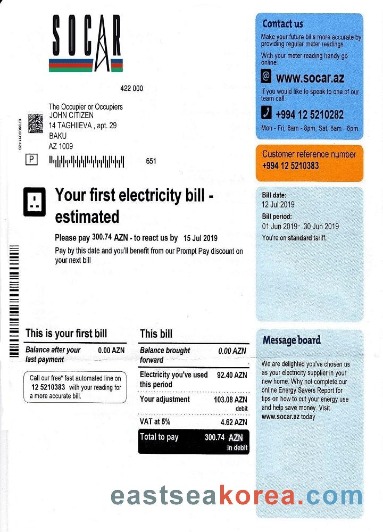 SOCAR
422 000
The Occupier or Occupiers
JOHN CITIZEN
14 TAGHIIEVA , apt. 29
BAKU
AZ 1009
P
651
Your first electricity bill -
estimated
Please pay 300.74 AZN - to react us by 15 Jul 2019
Pay by this date and you'll benefit from our Prompt Pay discount on
your next bill
This is your first bill
Balance after your
last payment
0.00 AZN
Call our free* fast automated line on
12 5210383 with your reading for
a more accurate bill.
This bill
Balance brought
forward
0.00 AZN
Electricity you've used
this period
92.40 AZN
Your adjustment
103.08 AZN
debit
VAT at 5%
4.62 AZN
Total to pay
300.74 AZN
in debit
Contact us
Make your future bills more accurate by
providing regular meter readings.
With your meter reading handy go
online.
@ www.socar.az
If you would like to speak to one of our
team call
+994 12 5210282
Mon - Fri, 8am - 8pm, Sat, 8am - 6pm
Customer reference number
+994 12 5210383
Bill date:
12 Jul 2019
Bill period:
01 Jun 2019 - 30 Jun 2019
You're on standard tariff.
Message board
We are delighted you've chosen us
as your electricity supplier in your
new home. Why not complete our
online Energy Savers Report for
tips on how to cut your energy use
and help save money. Visit
www.socar.az today
eastseakorea.com